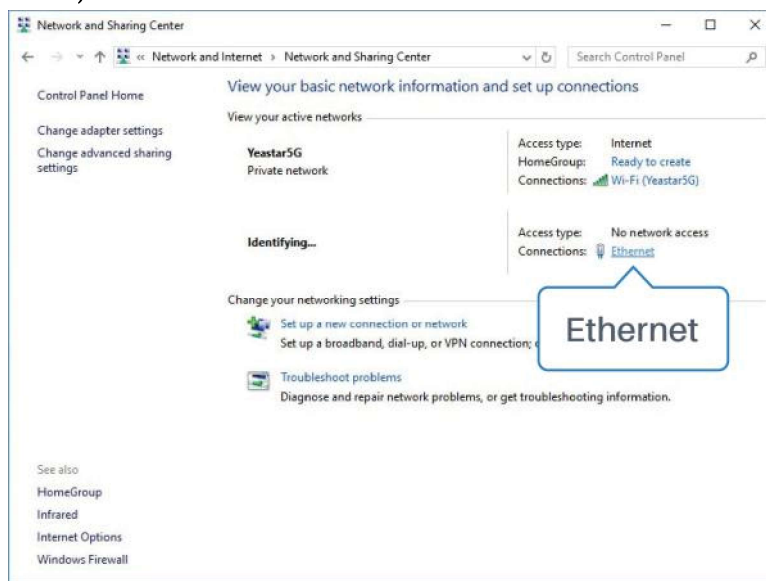 Network and Sharing Center
« Network and Internet › Network and Sharing Center
Search Control Panel
Control Panel Home
Change adapter settings
Change advanced sharing
settings
View your basic network information and set up connections
View your active networks
Yeastar5G
Private network
Access type: Internet
HomeGroup: Ready to create
Connections: Wi-Fi (Yeastar5G)
Identifying...
Access type: No network access
Connections: Ethernet
Ethernet
Change your networking settings
Set up a new connection or network
Set up a broadband, dial-up, or VPN connection;
Troubleshoot problems
Diagnose and repair network problems, or get troubleshooting information.
See also
HomeGroup
Infrared
Internet Options
Windows Firewall